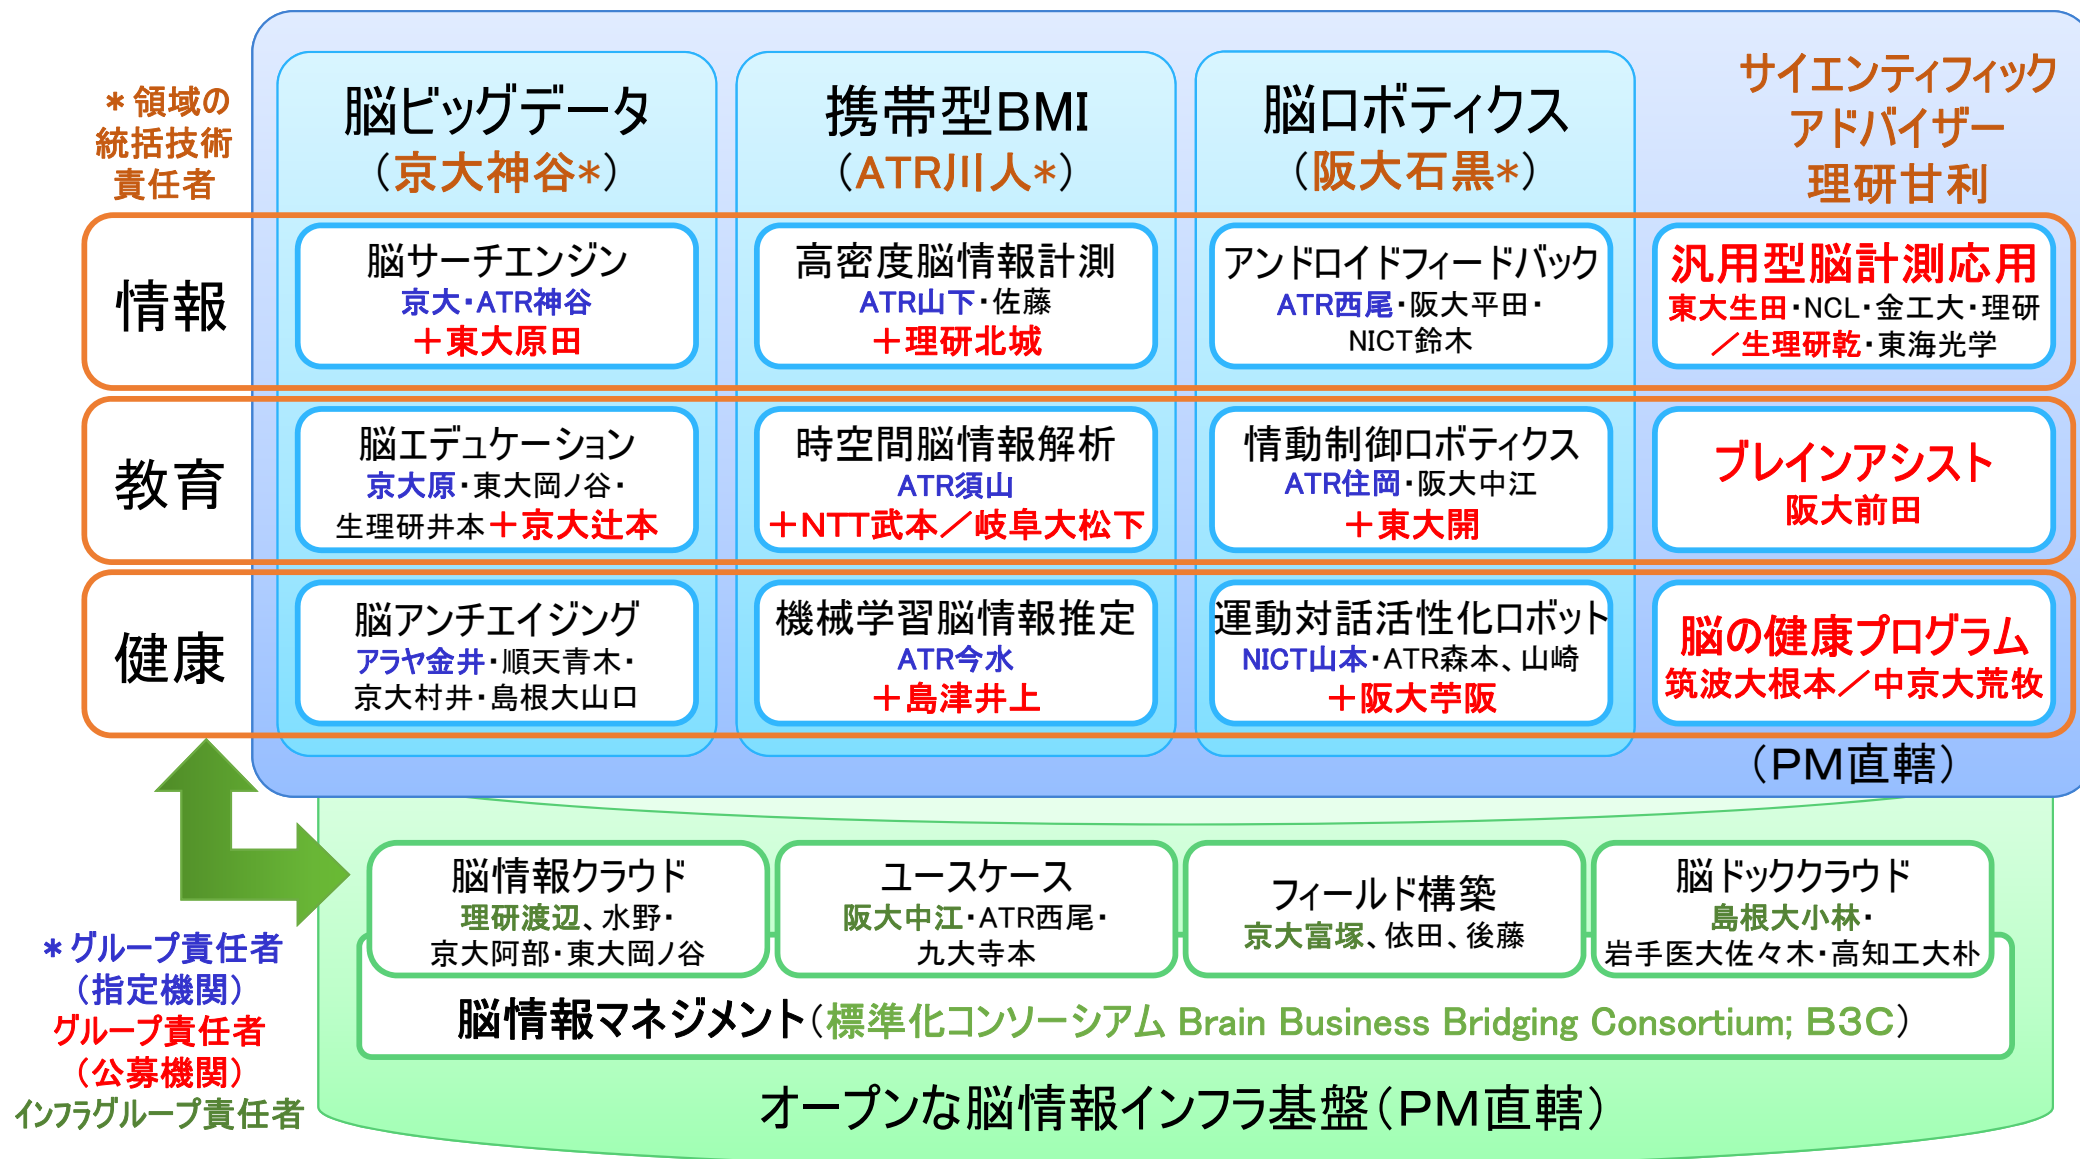 ＊領域の
統括技術
責任者
脳ビッグデータ
（京大神谷＊）
携帯型BMI
（ATR川人＊）
脳ロボティクス
（阪大石黒＊）
サイエンティフィック
アドバイザー
理研甘利
情報
脳サーチエンジン
京大・ATR神谷
＋東大原田
高密度脳情報計測
ATR山下・佐藤
＋理研北城
アンドロイドフィードバック
ATR西尾・阪大平田・
NICT鈴木
汎用型脳計測応用
東大生田・NCL・金工大・理研
／生理研乾・東海光学
教育
脳エデュケーション
京大原・東大岡ノ谷・
生理研井本＋京大辻本
時空間脳情報解析
ATR須山
＋NTT武本／岐阜大松下
情動制御ロボティクス
ATR住岡・阪大中江
＋東大開
ブレインアシスト
阪大前田
健康
脳アンチエイジング
アラヤ金井・順天青木・
京大村井・島根大山口
機械学習脳情報推定
ATR今水
＋島津井上
運動対話活性化ロボット
NICT山本・ATR森本、山崎
＋阪大苧阪
脳の健康プログラム
筑波大根本／中京大荒牧
（PM直轄）
脳情報クラウド
理研渡辺、水野・
京大阿部・東大岡ノ谷
ユースケース
阪大中江・ATR西尾・
九大寺本
フィールド構築
京大富塚、依田、後藤
脳ドッククラウド
島根大小林・
岩手医大佐々木・高知工大朴
脳情報マネジメント（標準化コンソーシアム Brain Business Bridging Consortium; B3C）
オープンな脳情報インフラ基盤（PM直轄）
＊グループ責任者
（指定機関）
グループ責任者
（公募機関）
インフラグループ責任者